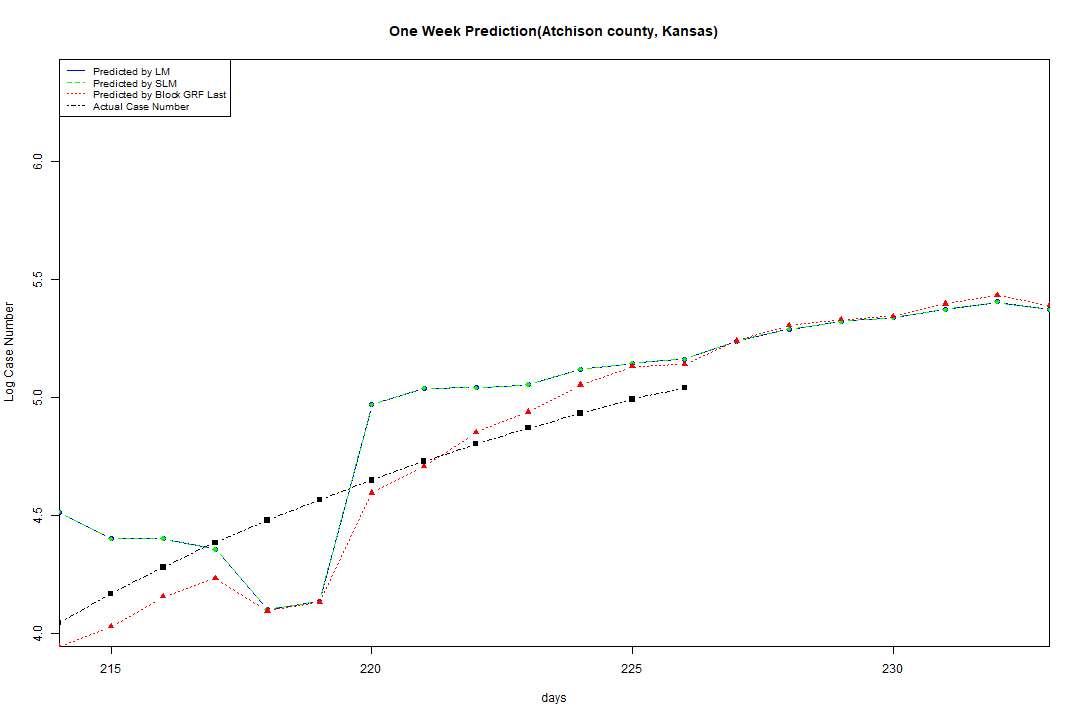 One Week Prediction(Atchison county, Kansas)
Predicted by LM
Predicted by SLM
Predicted by Block GRF Last
Actual Case Number
6.0
5.5
5.0
4.5
4.0
Log Case Number
215 220 225 230
days